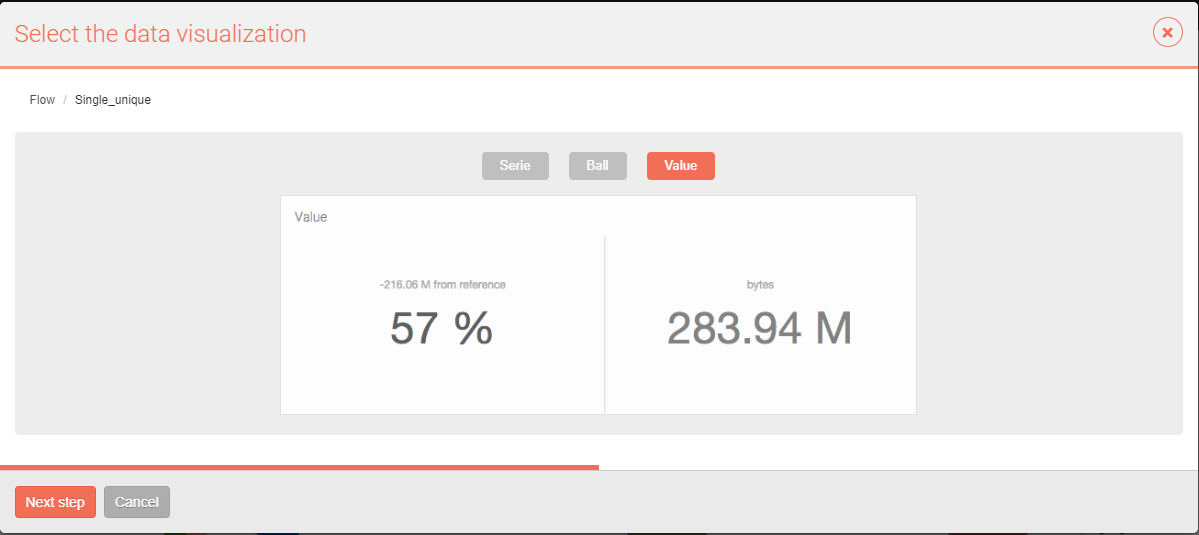 Select the data visualization
Flow / Single_unique
Serie Ball Value
Value
-216.06 M from reference
57 %
bytes
283.94 M
Next step Cancel